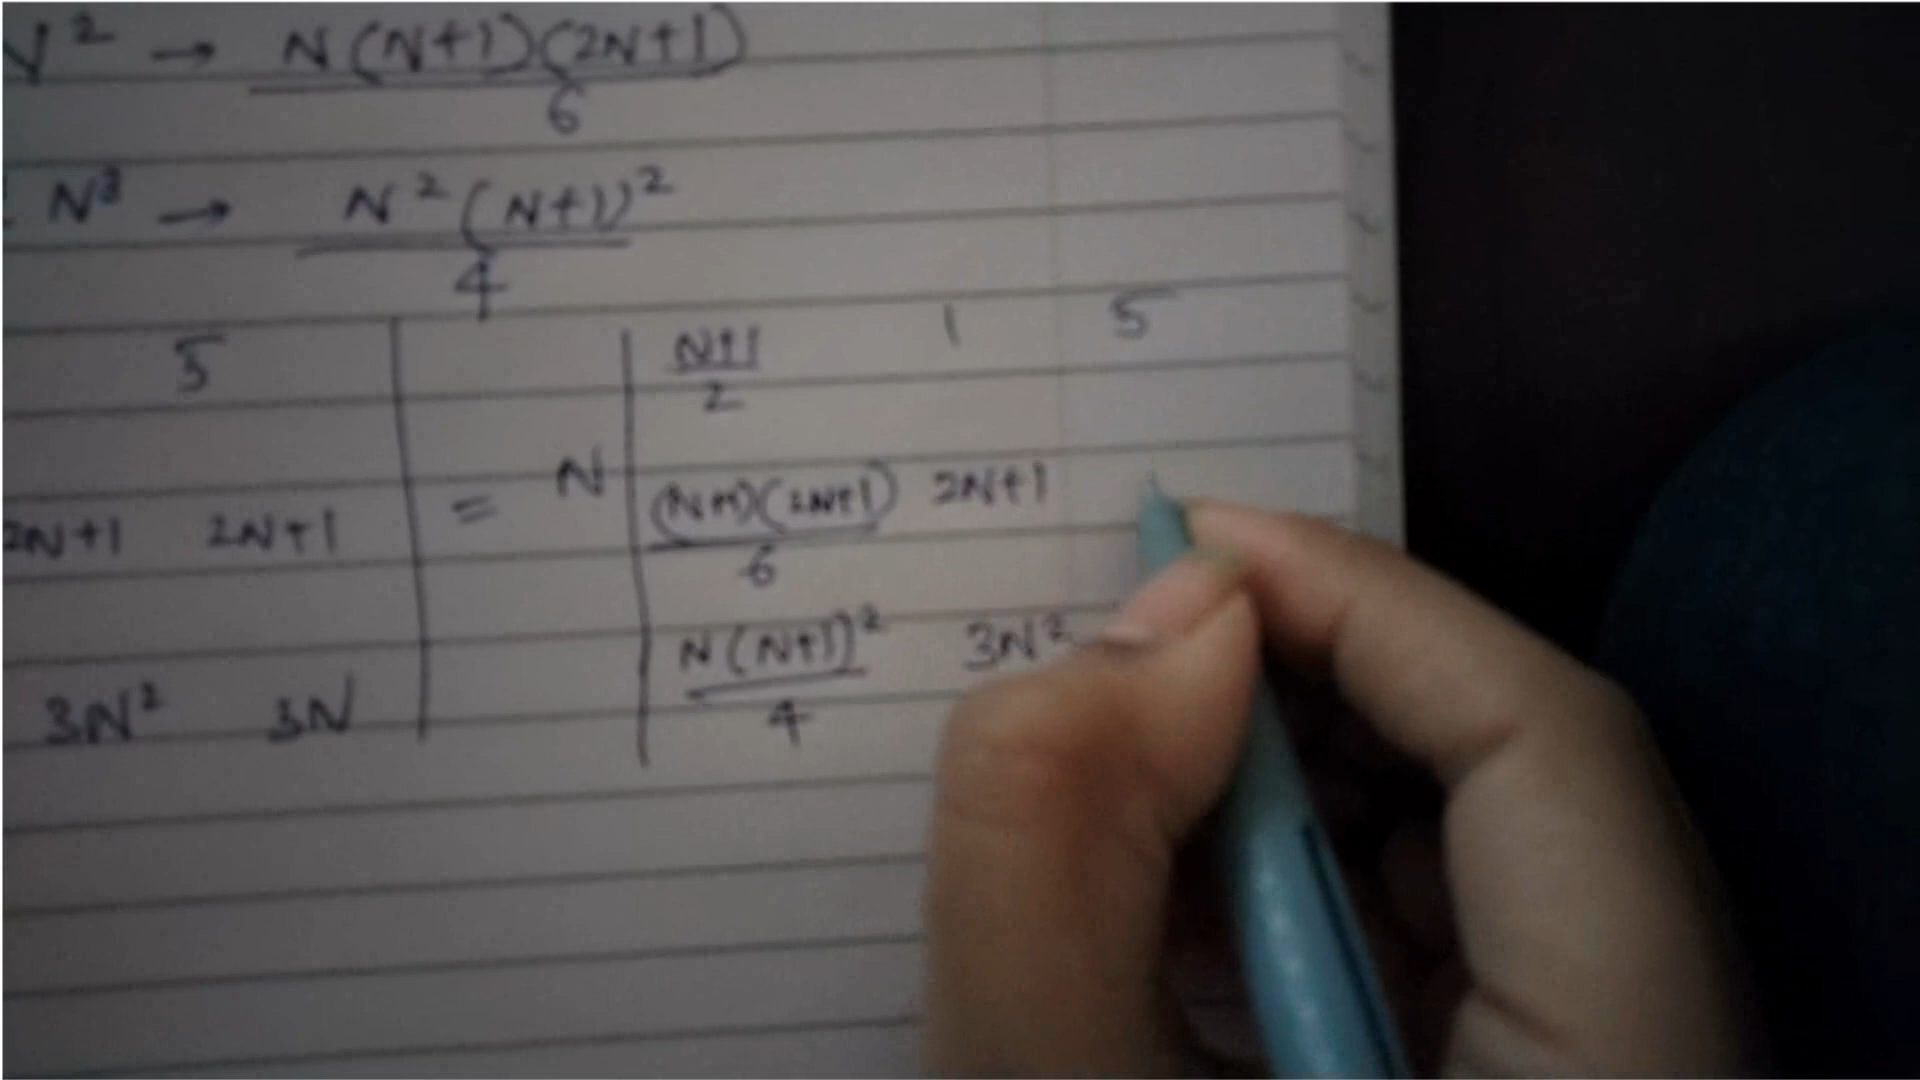 N² → N(N+1)(2N+1)
6
N³ → N²(N+1)²
4
5 N+1 1 5
2
2N+1 2N+1 = N (N+1)(2N+1) 2N+1
6
3N² 3N N(N+1)² 3N²
4